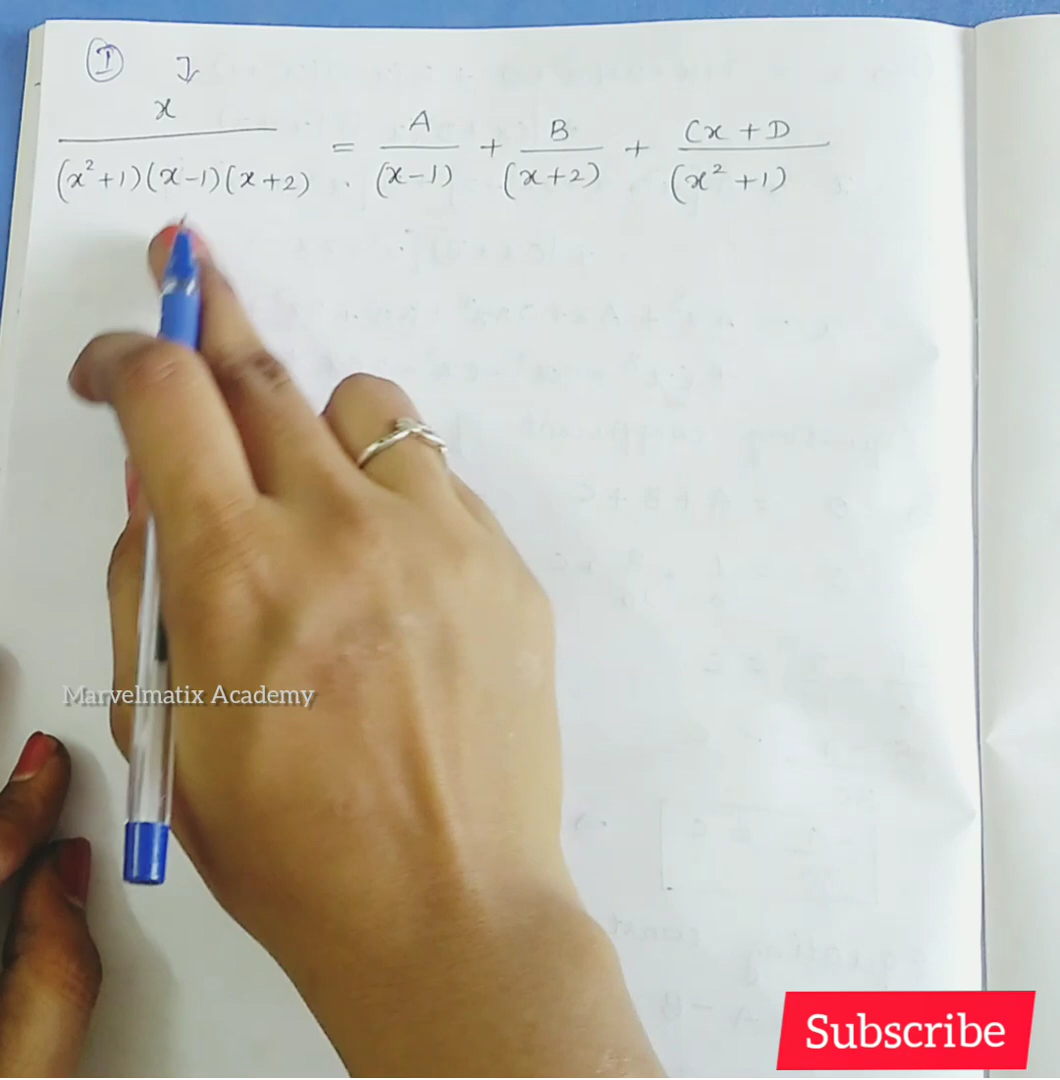 I
x
(x²+1)(x-1)(x+2) = A/(x-1) + B/(x+2) + Cx+D/(x²+1)
Marvelmatix Academy
Subscribe